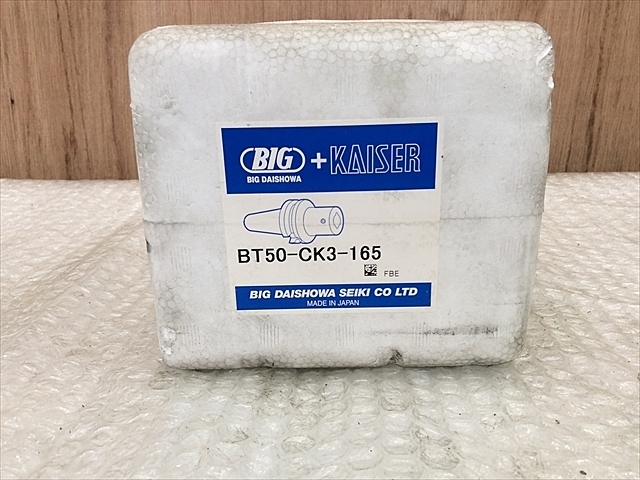 BIG + KAISER
BIG DAISHOWA
BT50-CK3-165
FBE
BIG DAISHOWA SEIKI CO LTD
MADE IN JAPAN